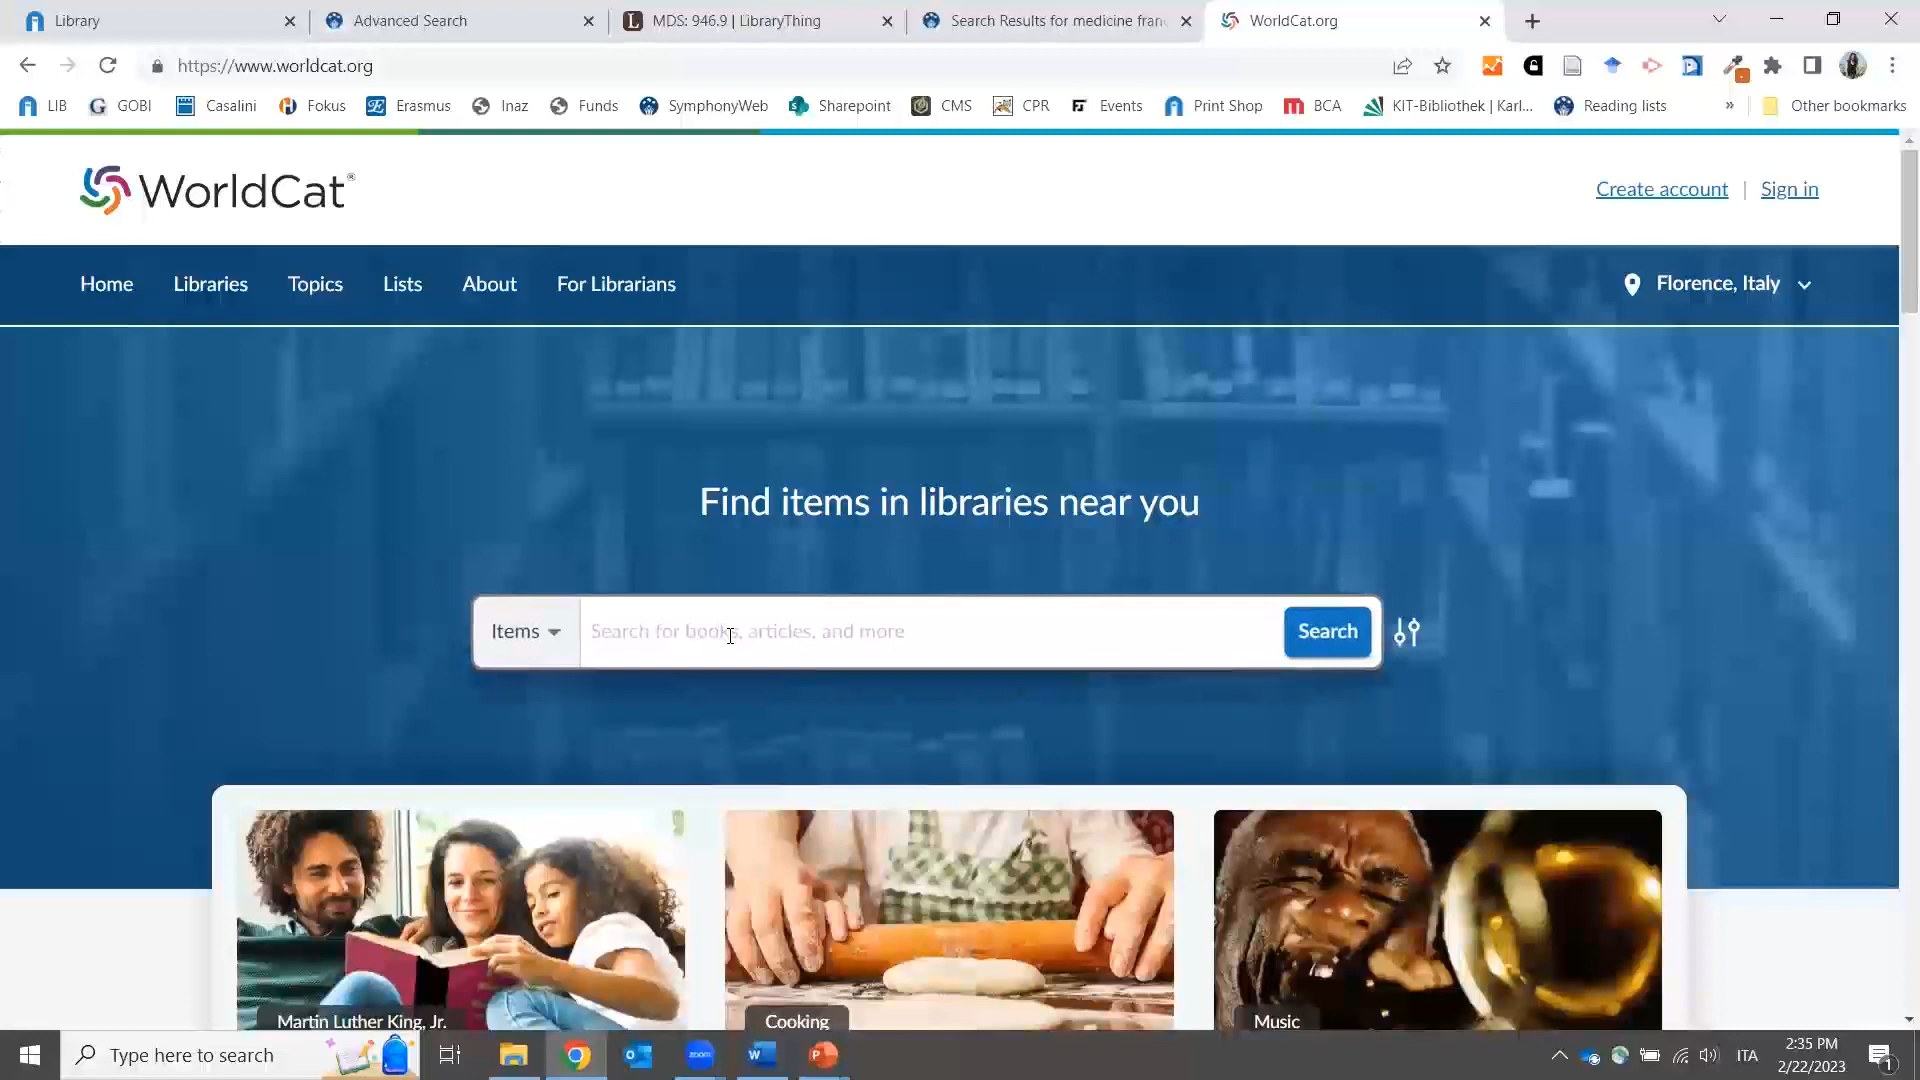 Library
Advanced Search
MDS: 946.9 | LibraryThing
Search Results for medicine fran
WorldCat.org
https://www.worldcat.org
LIB GOBI Casalini Fokus Erasmus Inaz Funds SymphonyWeb Sharepoint CMS CPR Events Print Shop BCA KIT-Bibliothek | Karl... Reading lists » Other bookmarks
WorldCat®
Create account | Sign in
Home Libraries Topics Lists About For Librarians
Florence, Italy
Find items in libraries near you
Items Search for books, articles, and more Search
Martin Luther King, Jr.
Cooking
Music
Type here to search
zoom
ITA
2:35 PM
2/22/2023
1